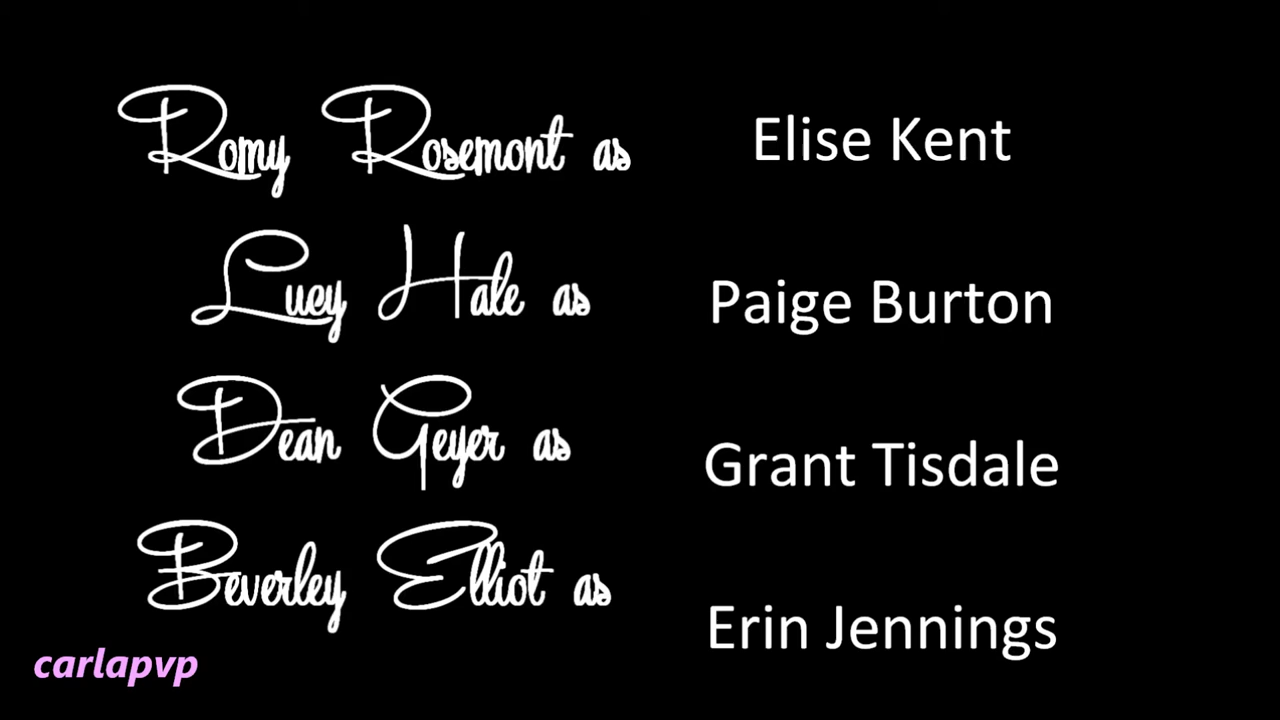 Romy Rosemont as Elise Kent
Lucy Hale as Paige Burton
Dean Geyer as Grant Tisdale
Beverley Elliot as Erin Jennings
carlapvp